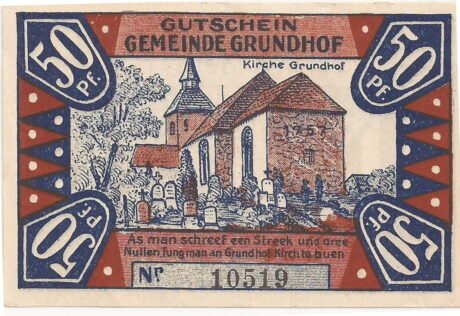 GUTSCHEIN
GEMEINDE GRUNDHOF
50 Pf.
50 Pf.
Kirche Grundhof
1757
As man schreef een Streek und dree
Nullen, fung man an Grundhof Kirch to buen
50 Pf.
50 Pf.
Nr 10519